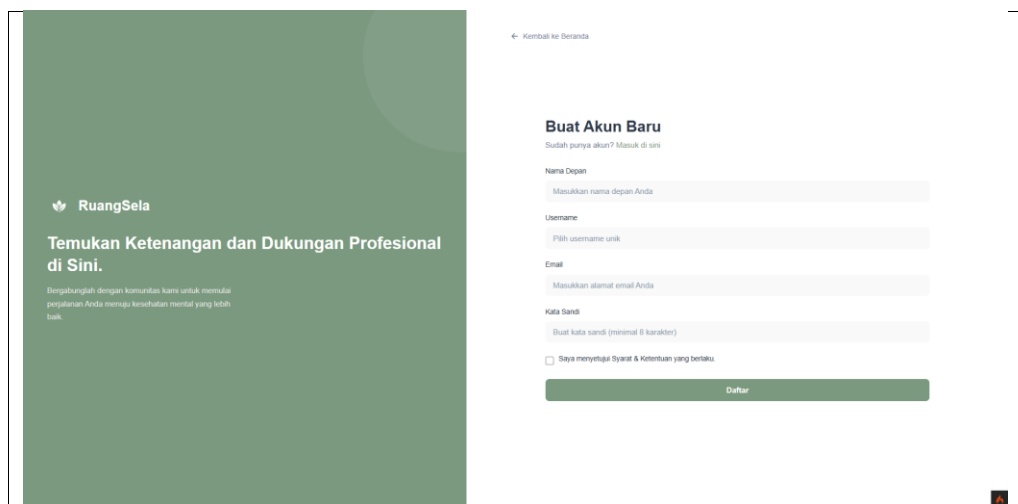 RuangSela
Temukan Ketenangan dan Dukungan Profesional
di Sini.
Bergabunglah dengan komunitas kami untuk memulai
perjalanan Anda menuju kesehatan mental yang lebih
baik.
← Kembali ke Beranda
Buat Akun Baru
Sudah punya akun? Masuk di sini
Nama Depan
Masukkan nama depan Anda
Username
Pilih username unik
Email
Masukkan alamat email Anda
Kata Sandi
Buat kata sandi (minimal 8 karakter)
Saya menyetujui Syarat & Ketentuan yang berlaku.
Daftar